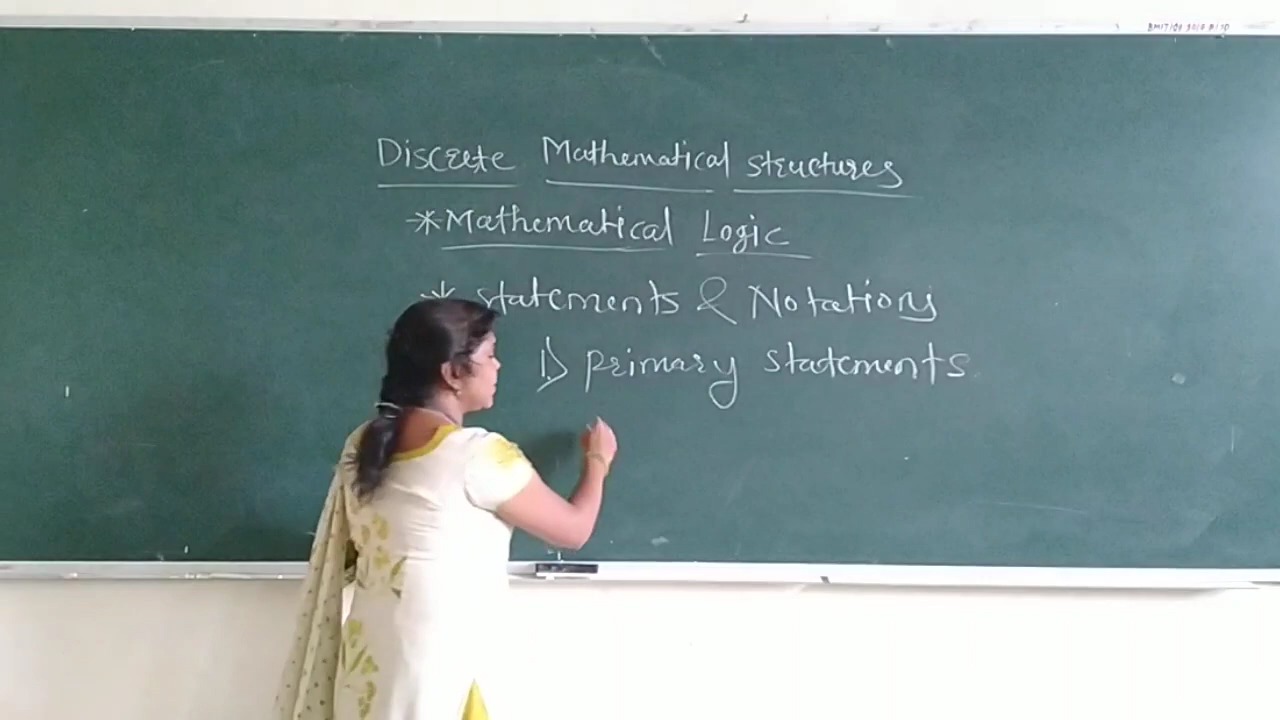 Discrete Mathematical structures
*Mathematical Logic
* statements & Notations
1) primary statements